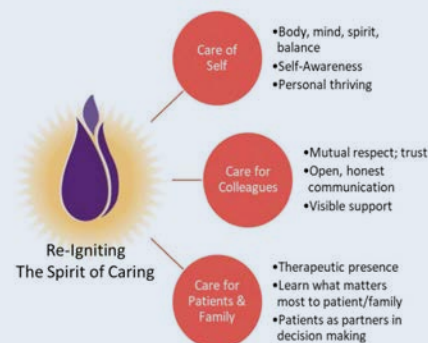 Care of
Self
•Body, mind, spirit,
balance
•Self-Awareness
•Personal thriving
Care for
Colleagues
•Mutual respect; trust
•Open, honest
communication
•Visible support
Re-Igniting
The Spirit of Caring
Care for
Patients &
Family
•Therapeutic presence
•Learn what matters
most to patient/family
•Patients as partners in
decision making